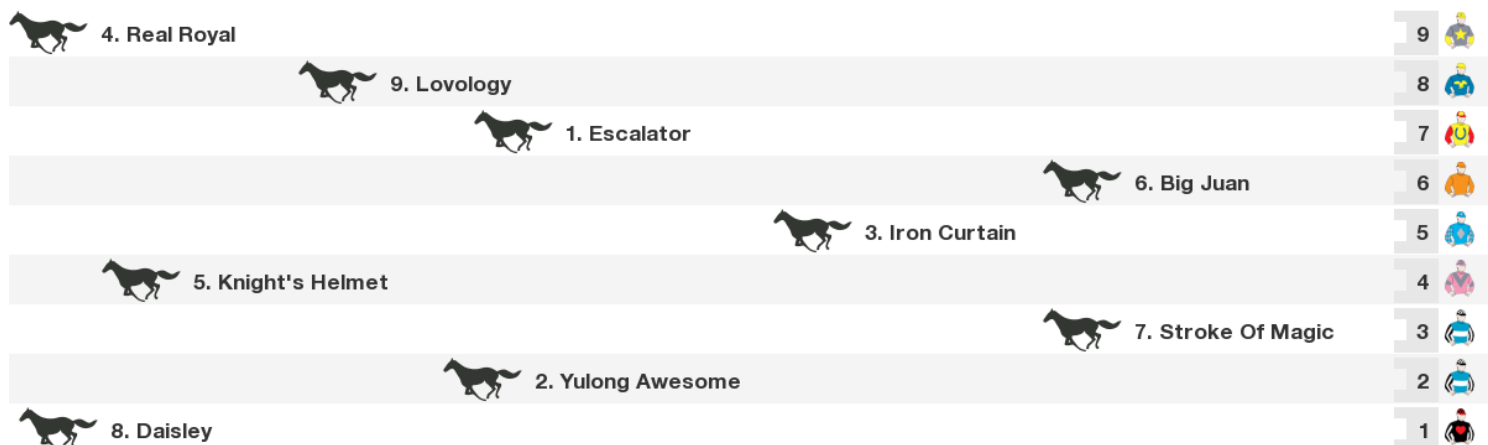 4. Real Royal 9
9. Lovology 8
1. Escalator 7
6. Big Juan 6
3. Iron Curtain 5
5. Knight's Helmet 4
7. Stroke Of Magic 3
2. Yulong Awesome 2
8. Daisley 1